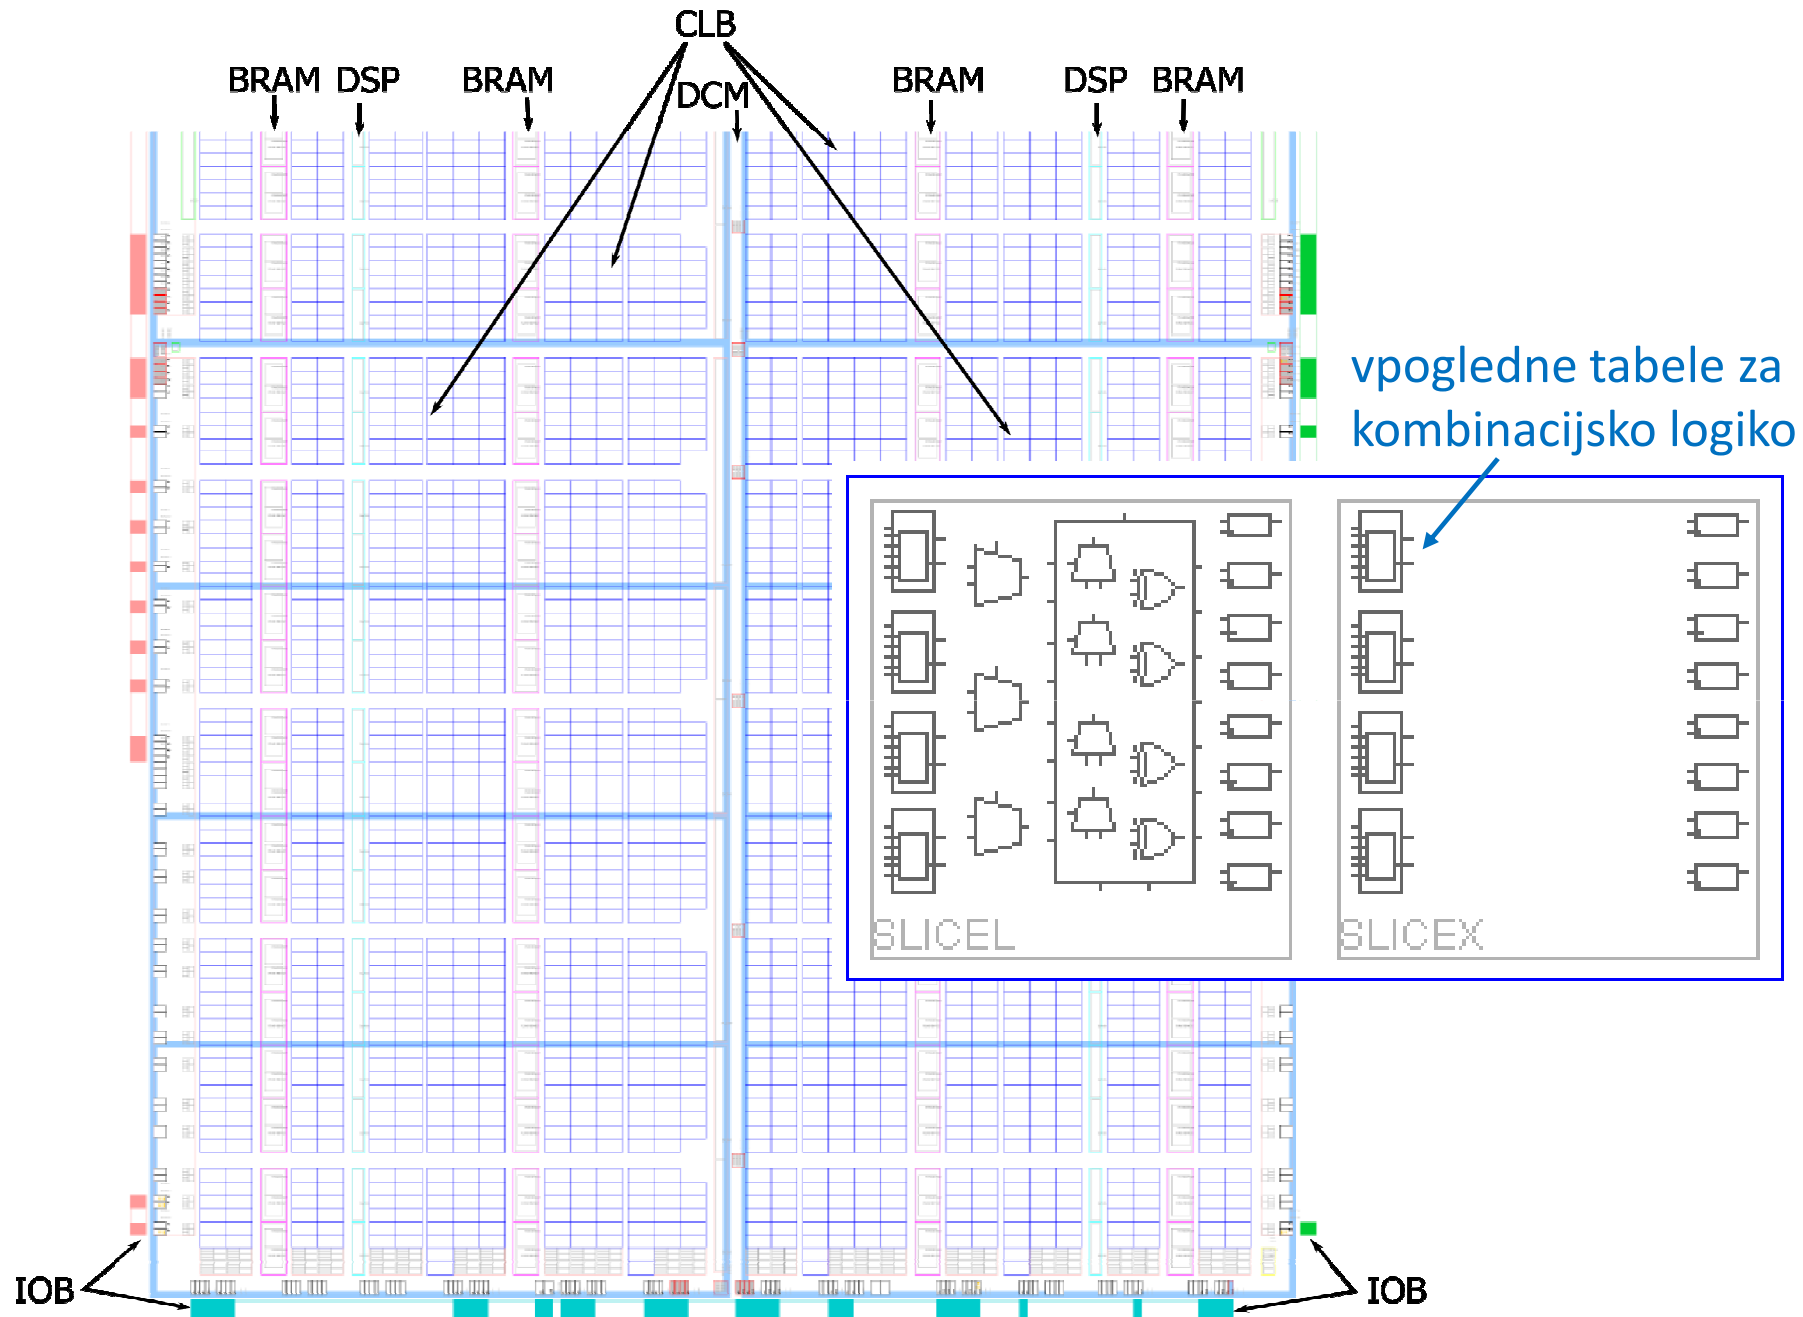 CLB
BRAM DSP BRAM DCM BRAM DSP BRAM
vpogledne tabele za
kombinacijsko logiko
SLICEL SLICEX
IOB IOB